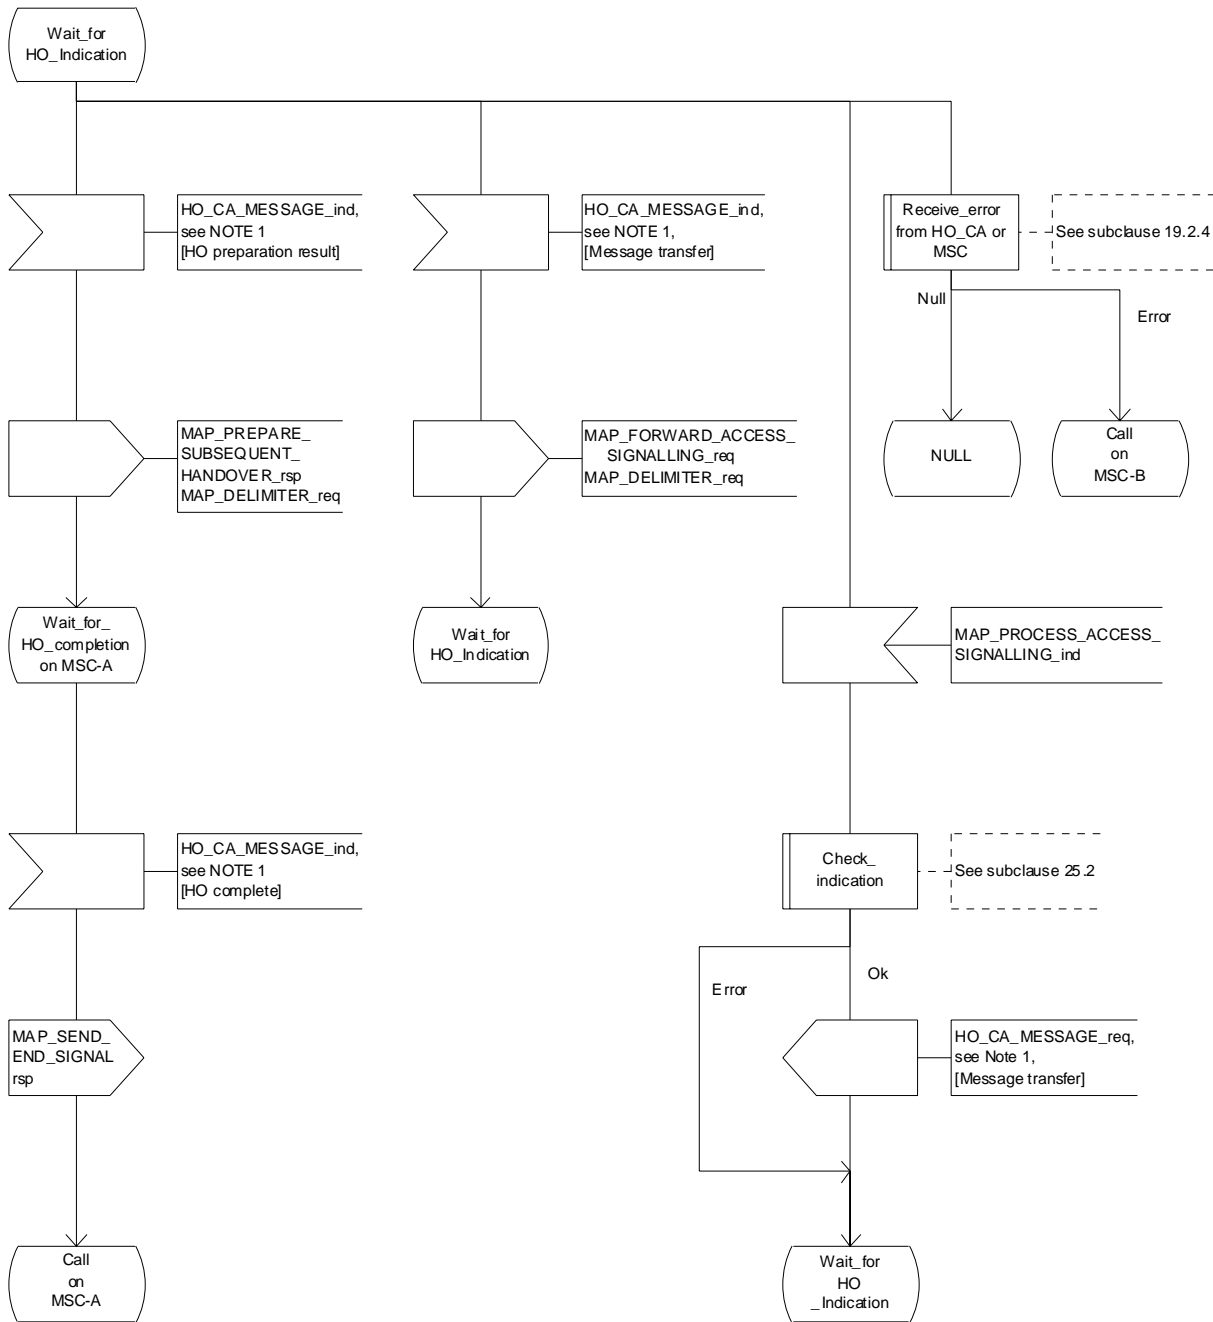 Wait_for
HO_Indication
HO_CA_MESSAGE_ind,
see NOTE 1
[HO preparation result]
HO_CA_MESSAGE_ind,
see NOTE 1,
[Message transfer]
Receive_error
from HO_CA or
MSC
See subclause 19.2.4
Null
Error
MAP_PREPARE_
SUBSEQUENT_
HANDOVER_rsp
MAP_DELIMITER_req
MAP_FORWARD_ACCESS_
SIGNALLING_req
MAP_DELIMITER_req
NULL
Call
on
MSC-B
Wait_for_
HO_completion
on MSC-A
Wait_for
HO_Indication
MAP_PROCESS_ACCESS_
SIGNALLING_ind
HO_CA_MESSAGE_ind,
see NOTE 1
[HO complete]
Check_
indication
See subclause 25.2
Error
Ok
MAP_SEND_
END_SIGNAL
rsp
HO_CA_MESSAGE_req,
see Note 1,
[Message transfer]
Call
on
MSC-A
Wait_for
HO
_Indication